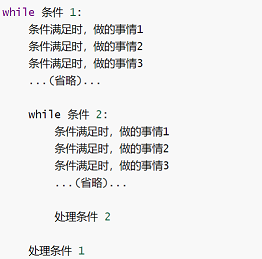 while 条件 1:
条件满足时，做的事情1
条件满足时，做的事情2
条件满足时，做的事情3
...(省略)...
while 条件 2:
条件满足时，做的事情1
条件满足时，做的事情2
条件满足时，做的事情3
...(省略)...
处理条件 2
处理条件 1